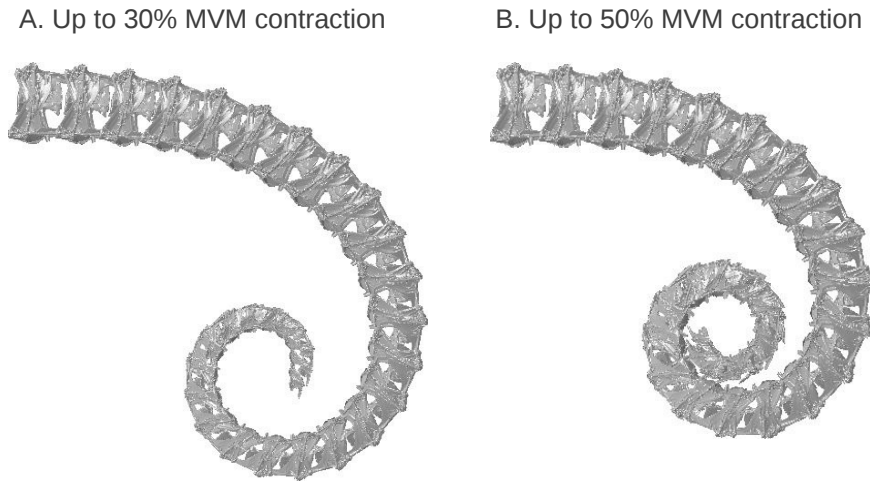 A. Up to 30% MVM contraction
B. Up to 50% MVM contraction